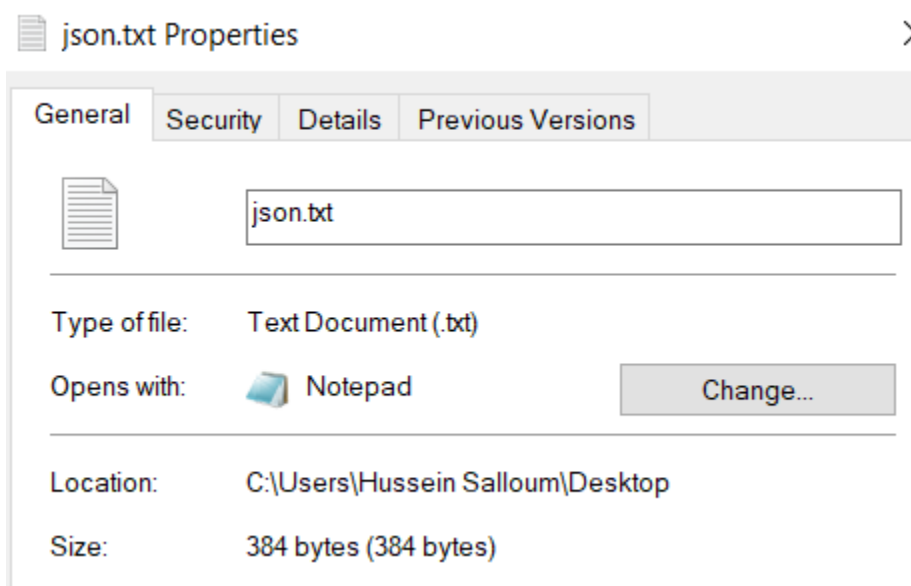 json.txt Properties
General Security Details Previous Versions
json.txt
Type of file: Text Document (.txt)
Opens with: Notepad Change...
Location: C:\Users\Hussein Salloum\Desktop
Size: 384 bytes (384 bytes)